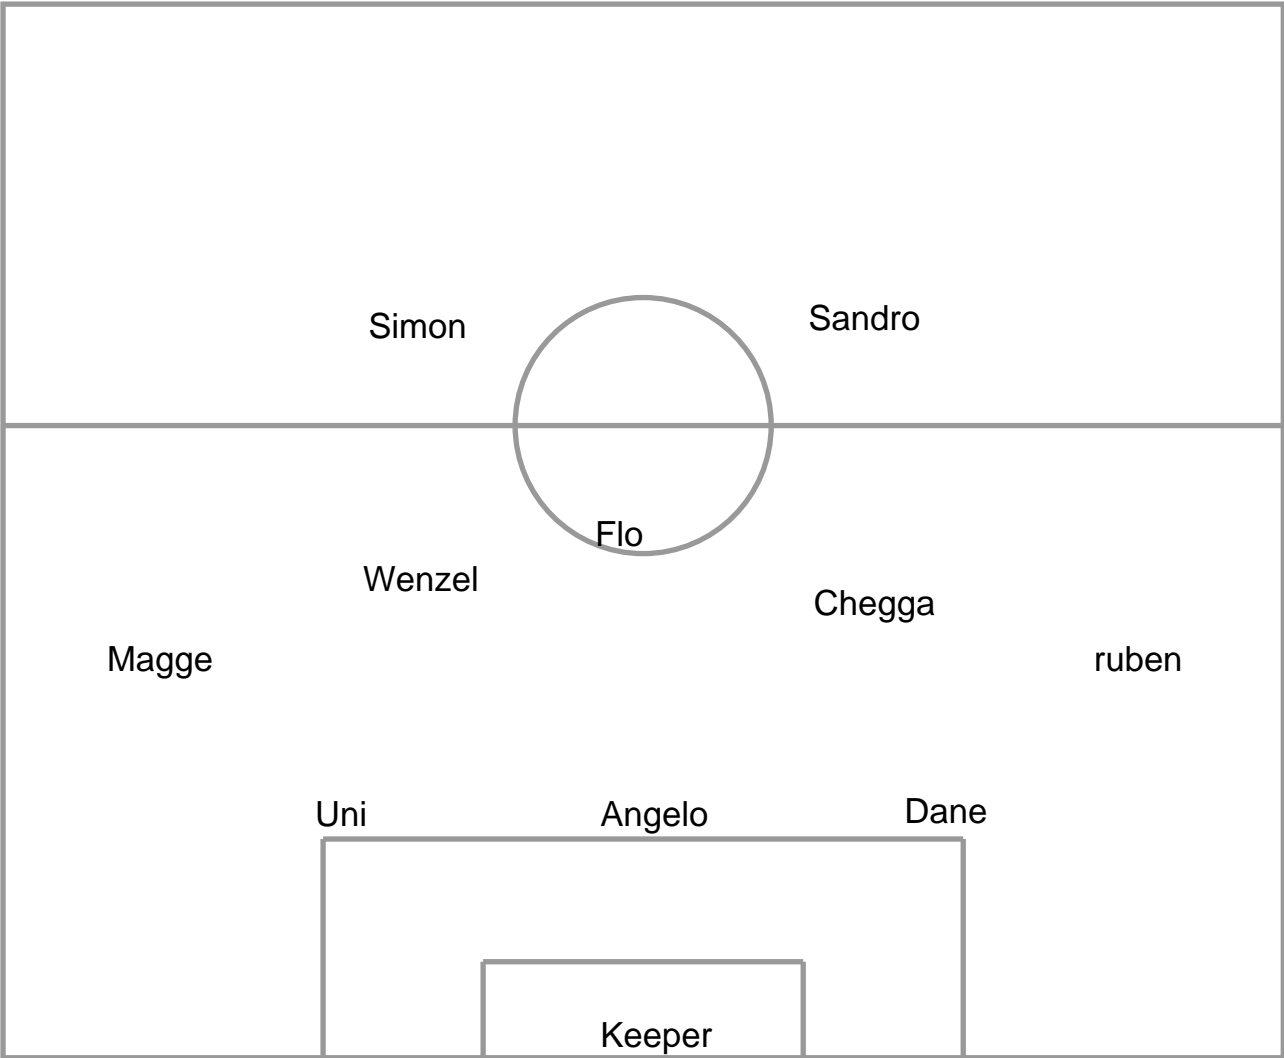 Sandro
Simon
Flo
Wenzel
Chegga
Magge
ruben
Uni
Angelo
Dane
Keeper